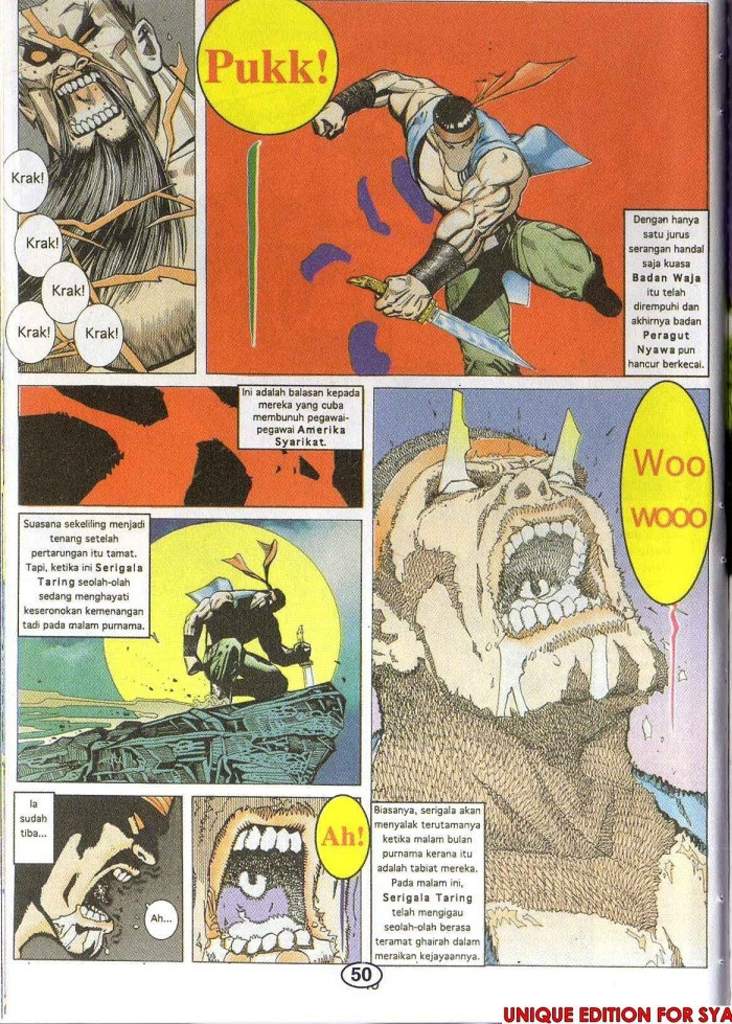 Krak!
Krak!
Krak!
Krak!
Krak!
Pukk!
Dengan hanya
satu jurus
serangan handal
saja kuasa
Badan Waja
itu telah
dirempuhi dan
akhirnya badan
Peragut
Nyawa pun
hancur berkecai.
Ini adalah balasan kepada
mereka yang cuba
membunuh pegawai-
pegawai Amerika
Syarikat.
Suasana sekeliling menjadi
tenang setelah
pertarungan itu tamat.
Tapi, ketika ini Serigala
Taring seolah-olah
sedang menghayati
keseronokan kemenangan
tadi pada malam purnama.
Woo
wooo
Ia
sudah
tiba...
Ah...
Ah!
Biasanya, serigala akan
menyalak terutamanya
ketika malam bulan
purnama kerana itu
adalah tabiat mereka.
Pada malam ini,
Serigala Taring
telah mengigau
seolah-olah berasa
teramat ghairah dalam
meraikan kejayaannya.
50
UNIQUE EDITION FOR SYA